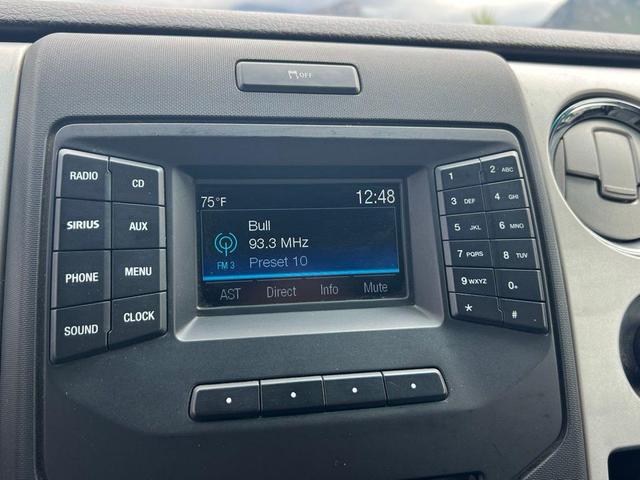 OFF
RADIO
CD
SIRIUS
AUX
PHONE
MENU
SOUND
CLOCK
75°F
12:48
Bull
93.3 MHz
FM 3
Preset 10
AST Direct Info Mute
1
2 ABC
3 DEF
4 GHI
5 JKL
6 MNO
7 PQRS
8 TUV
9 WXYZ
0+
*
#